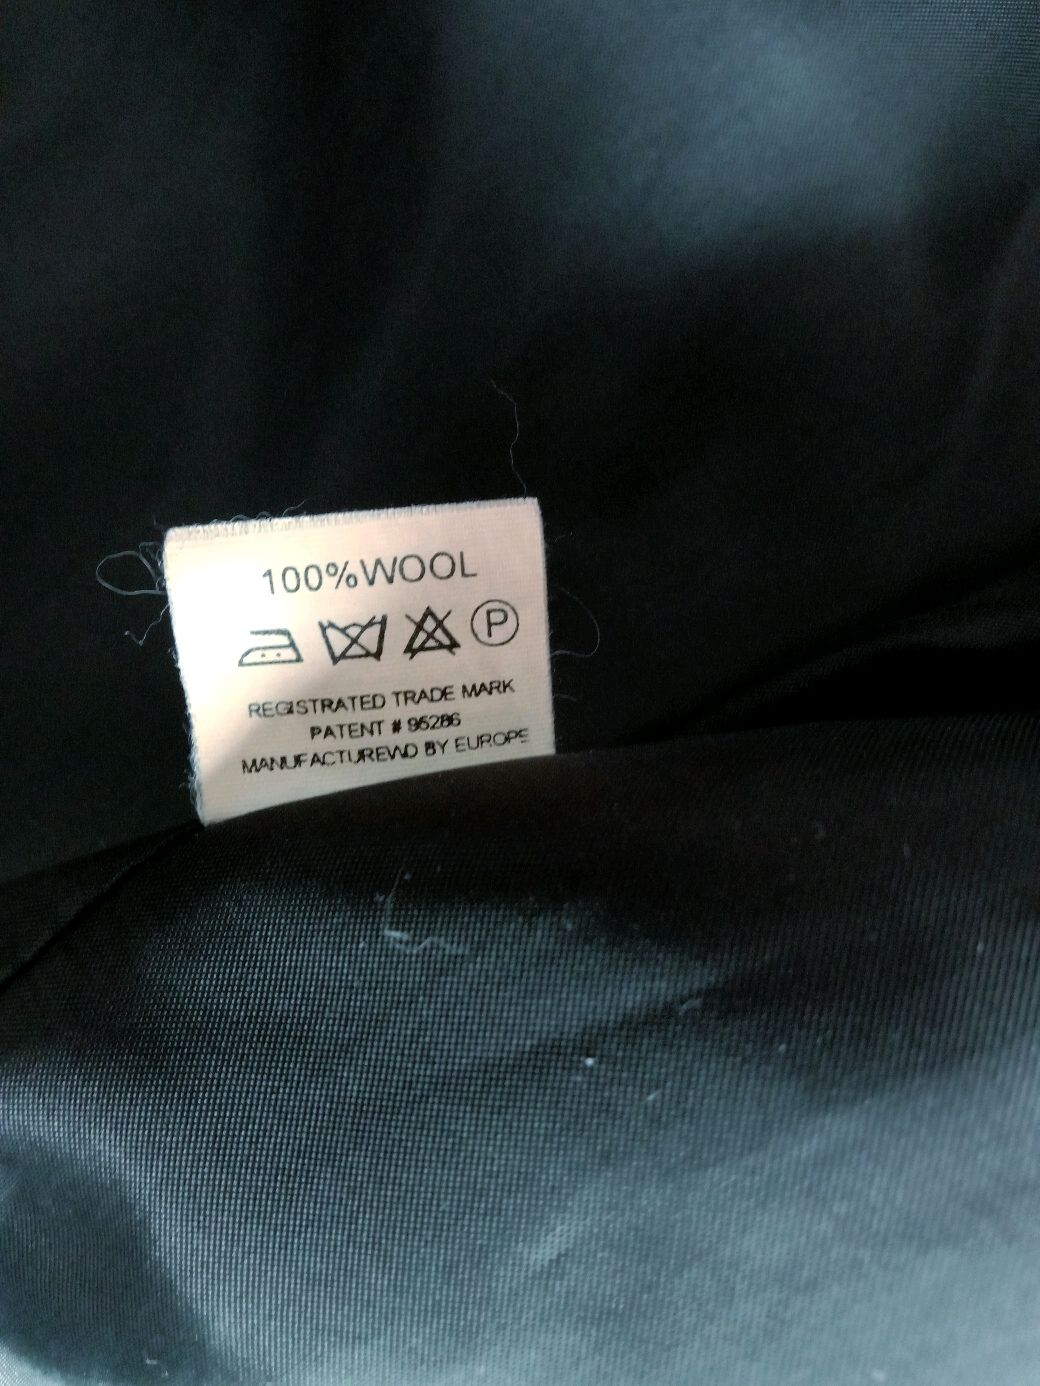 100%WOOL
P
REGISTRATED TRADE MARK
PATENT # 95286
MANUFACTUREWD BY EUROPE